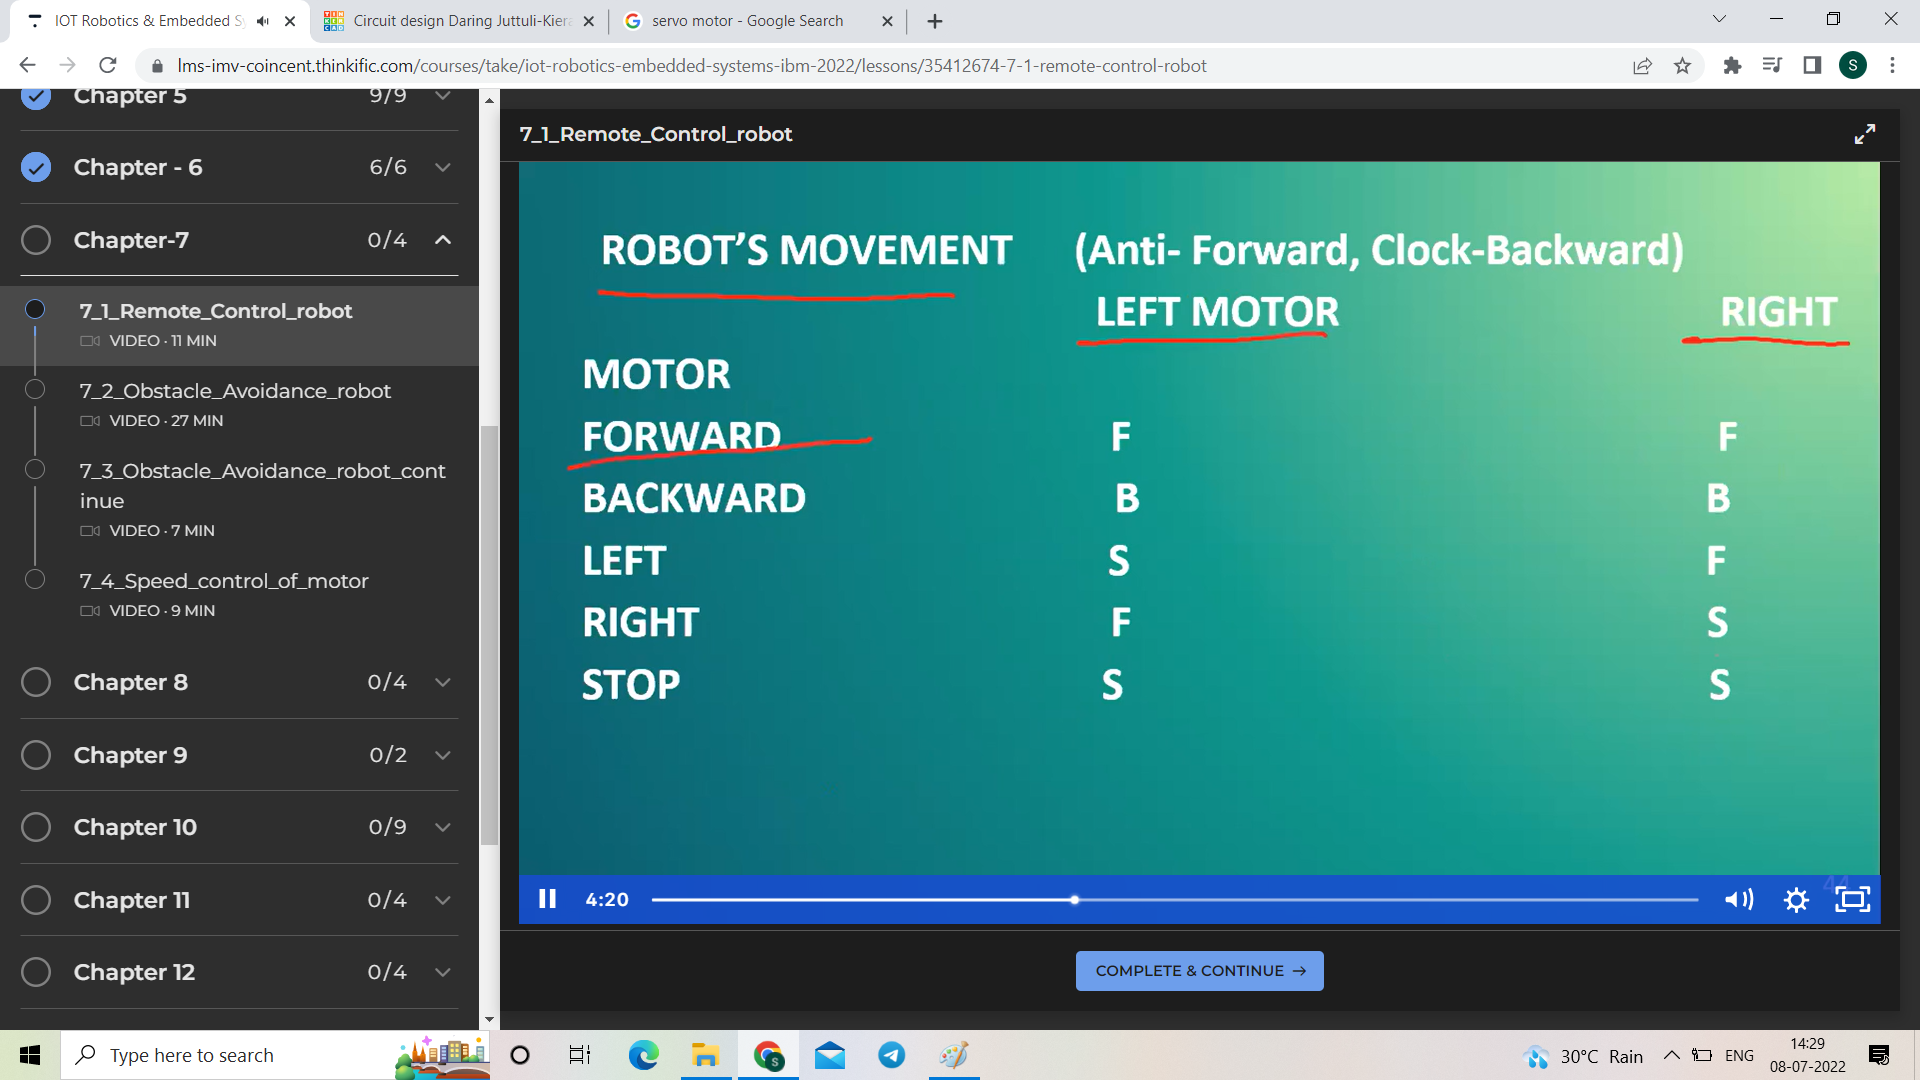 IOT Robotics & Embedded Sy
Circuit design Daring Juttuli-Kiera
servo motor - Google Search
lms-imv-coincent.thinkific.com/courses/take/iot-robotics-embedded-systems-ibm-2022/lessons/35412674-7-1-remote-control-robot
S
Chapter 5 9/9
Chapter - 6 6/6
Chapter-7 0/4
7_1_Remote_Control_robot
VIDEO · 11 MIN
7_2_Obstacle_Avoidance_robot
VIDEO · 27 MIN
7_3_Obstacle_Avoidance_robot_cont
inue
VIDEO · 7 MIN
7_4_Speed_control_of_motor
VIDEO · 9 MIN
Chapter 8 0/4
Chapter 9 0/2
Chapter 10 0/9
Chapter 11 0/4
Chapter 12 0/4
7_1_Remote_Control_robot
ROBOT'S MOVEMENT (Anti- Forward, Clock-Backward)
LEFT MOTOR RIGHT
MOTOR
FORWARD F F
BACKWARD B B
LEFT S F
RIGHT F S
STOP S S
44
4:20
COMPLETE & CONTINUE →
Type here to search
30°C Rain
ENG
14:29
08-07-2022